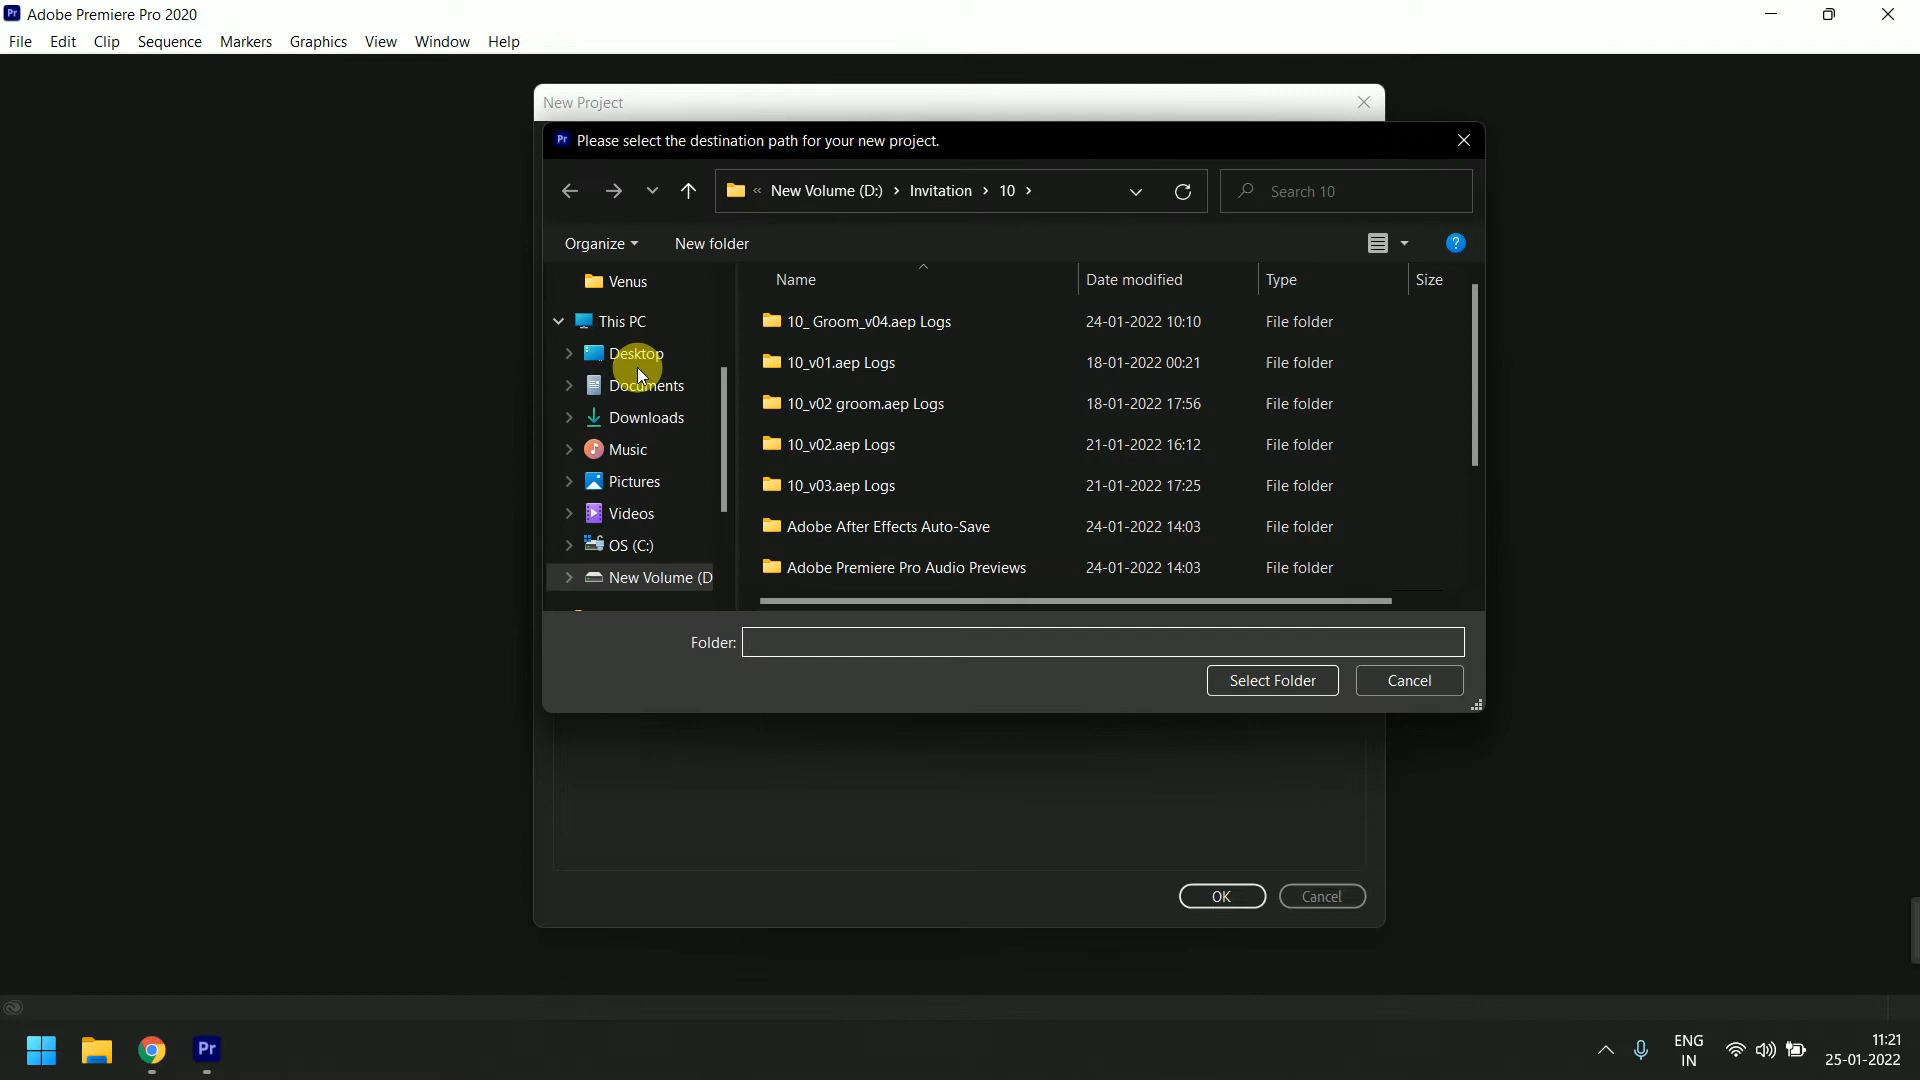 Pr Adobe Premiere Pro 2020
File Edit Clip Sequence Markers Graphics View Window Help
New Project
Pr Please select the destination path for your new project.
« New Volume (D:) › Invitation › 10 ›
Search 10
Organize New folder
?
Venus
This PC
Desktop
Documents
Downloads
Music
Pictures
Videos
OS (C:)
New Volume (D
Name Date modified Type Size
10_ Groom_v04.aep Logs 24-01-2022 10:10 File folder
10_v01.aep Logs 18-01-2022 00:21 File folder
10_v02 groom.aep Logs 18-01-2022 17:56 File folder
10_v02.aep Logs 21-01-2022 16:12 File folder
10_v03.aep Logs 21-01-2022 17:25 File folder
Adobe After Effects Auto-Save 24-01-2022 14:03 File folder
Adobe Premiere Pro Audio Previews 24-01-2022 14:03 File folder
Folder:
Select Folder Cancel
OK Cancel
Pr
ENG
IN
11:21
25-01-2022